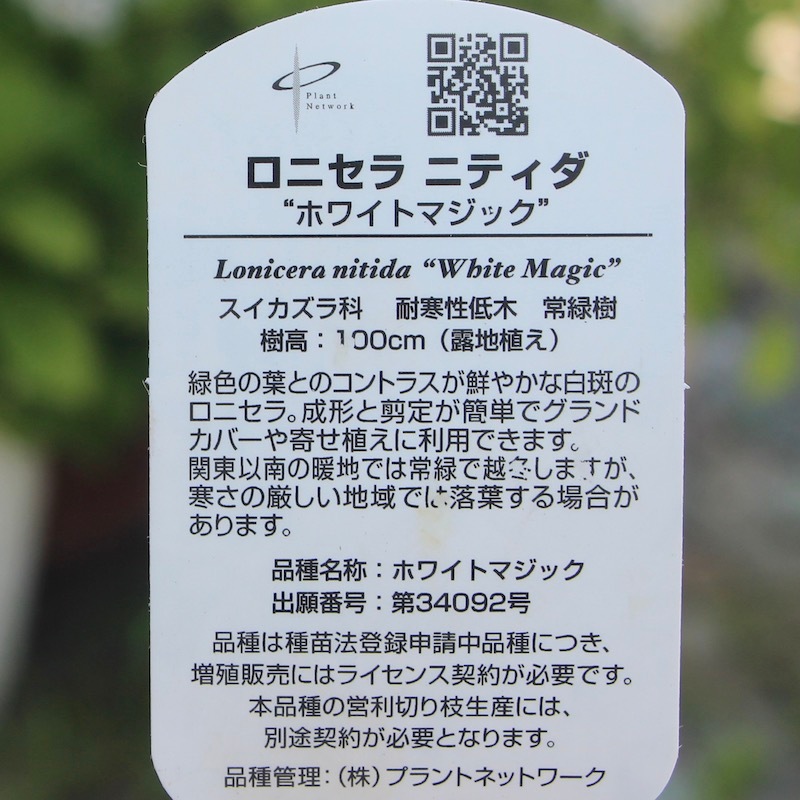 Plant
Network
ロニセラ ニティダ
“ホワイトマジック”
Lonicera nitida “White Magic”
スイカズラ科 耐寒性低木 常緑樹
樹高：100cm（露地植え）
緑色の葉とのコントラスが鮮やかな白斑の
ロニセラ。成形と剪定が簡単でグランド
カバーや寄せ植えに利用できます。
関東以南の暖地では常緑で越冬しますが、
寒さの厳しい地域では落葉する場合が
あります。
品種名称：ホワイトマジック
出願番号：第34092号
品種は種苗法登録申請中品種につき、
増殖販売にはライセンス契約が必要です。
本品種の営利切り枝生産には、
別途契約が必要となります。
品種管理：（株）プラントネットワーク